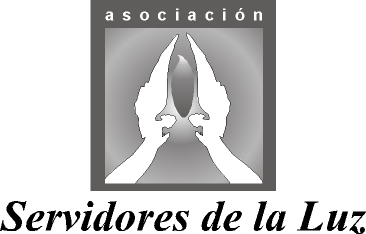 asociación
Servidores de la Luz